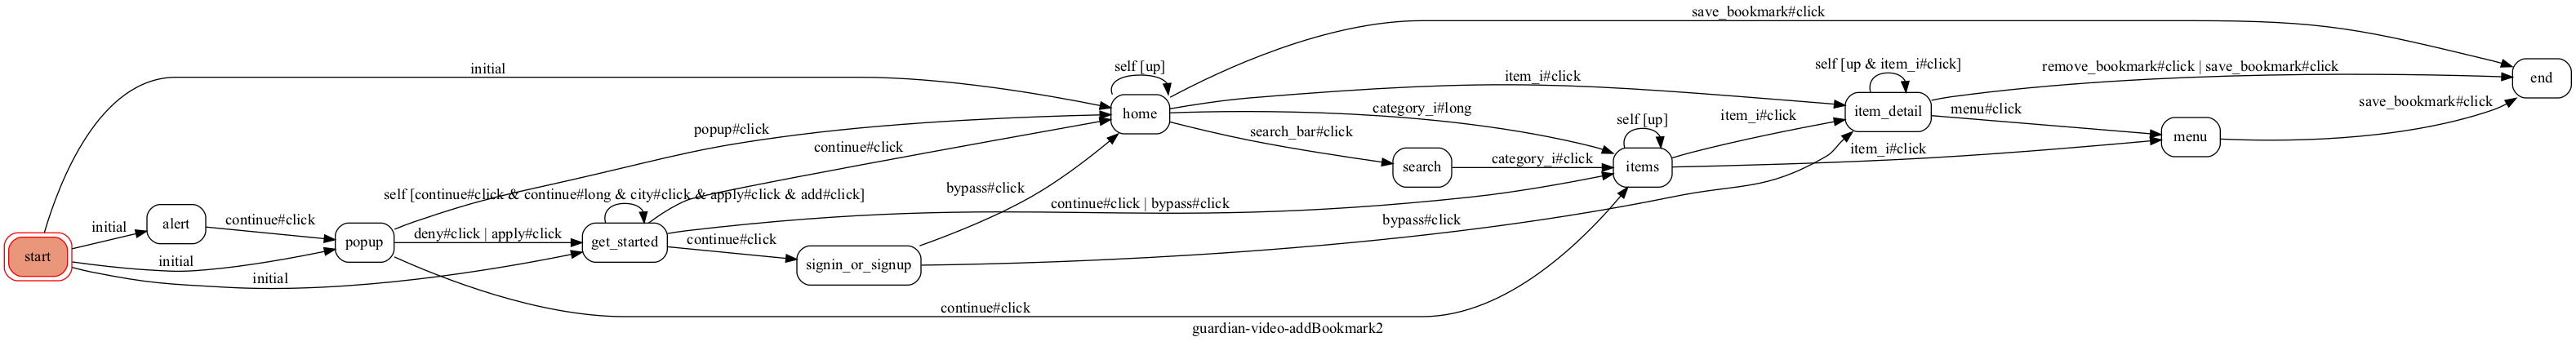 save_bookmark#click
initial
self [up]
home
item_i#click
category_i#long
search_bar#click
self [up & item_i#click]
item_detail
remove_bookmark#click | save_bookmark#click
end
menu#click
save_bookmark#click
menu
popup#click
continue#click
self [up]
item_i#click
items
item_i#click
search
category_i#click
bypass#click
self [continue#click & continue#long & city#click & apply#click & add#click]
continue#click | bypass#click
bypass#click
initial
alert
continue#click
popup
deny#click | apply#click
get_started
continue#click
signin_or_signup
start
initial
initial
continue#click
guardian-video-addBookmark2